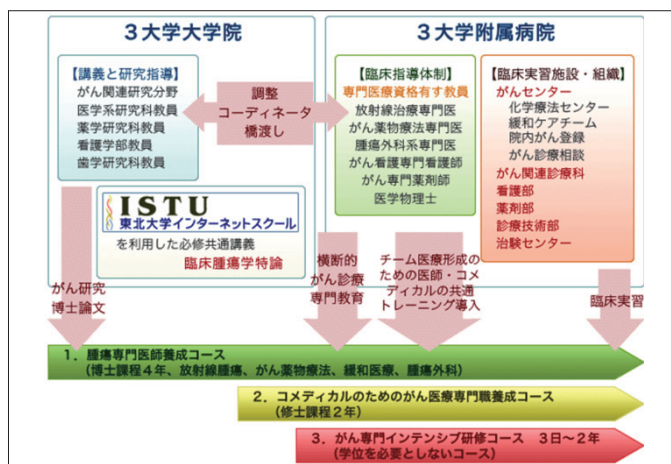 3大学大学院
【講義と研究指導】
がん関連研究分野
医学系研究科教員
薬学研究科教員
看護学部教員
歯学研究科教員
調整
コーディネータ
橋渡し
ISTU
東北大学インターネットスクール
を利用した必修共通講義
臨床腫瘍学特論
3大学附属病院
【臨床指導体制】
専門医療資格有す教員
放射線治療専門医
がん薬物療法専門医
腫瘍外科系専門医
がん看護専門看護師
がん専門薬剤師
医学物理士
【臨床実習施設・組織】
がんセンター
化学療法センター
緩和ケアチーム
院内がん登録
がん診療相談
がん関連診療科
看護部
薬剤部
診療技術部
治験センター
がん研究
博士論文
横断的
がん診療
専門教育
チーム医療形成の
ための医師・コメ
ディカルの共通
トレーニング導入
臨床実習
1．腫瘍専門医師養成コース
（博士課程4年、放射線腫瘍、がん薬物療法、緩和医療、腫瘍外科）
2．コメディカルのためのがん医療専門職養成コース
（修士課程2年）
3．がん専門インテンシブ研修コース　3日〜2年
（学位を必要としないコース）